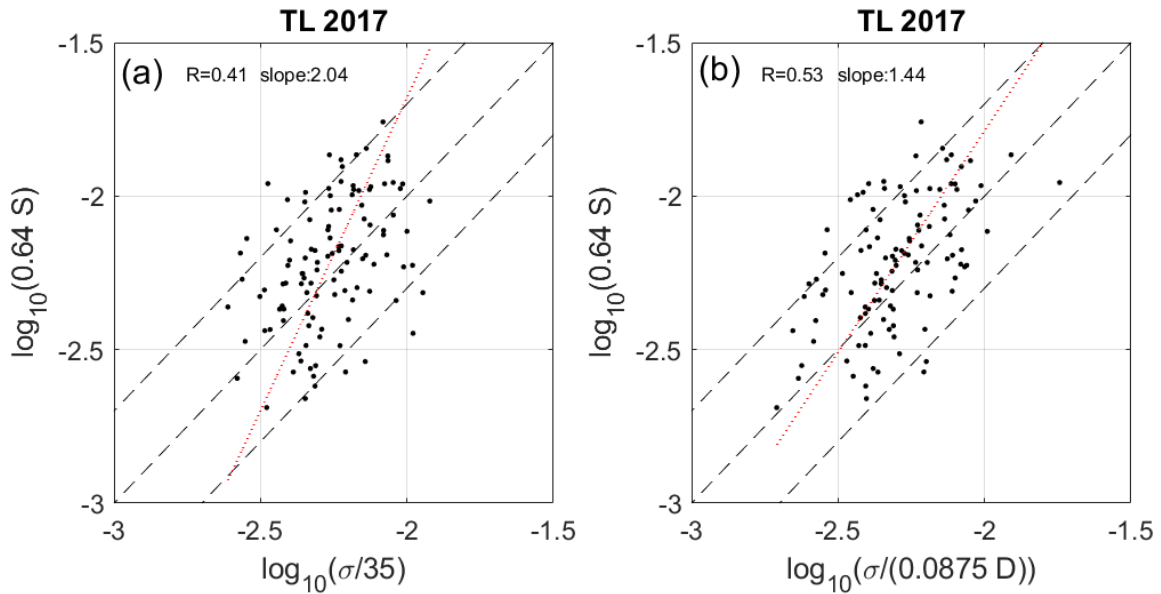 TL 2017
(a) R=0.41 slope:2.04
-1.5
-2
-2.5
-3
log10(0.64 S)
-3 -2.5 -2 -1.5
log10(σ/35)
TL 2017
(b) R=0.53 slope:1.44
-1.5
-2
-2.5
-3
log10(0.64 S)
-3 -2.5 -2 -1.5
log10(σ/(0.0875 D))